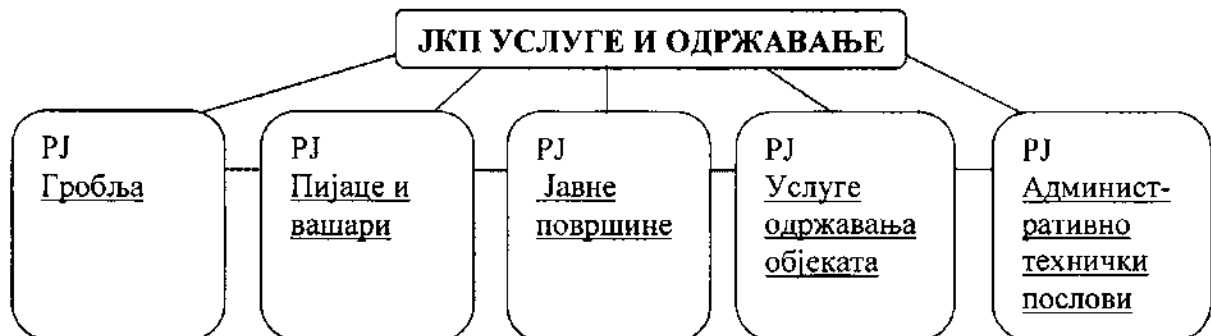 ЈКП УСЛУГЕ И ОДРЖАВАЊЕ
РЈ
Гробља
РЈ
Пијаце и
вашари
РЈ
Јавне
површине
РЈ
Услуге
одржавања
објеката
РЈ
Админист-
ративно
технички
послови